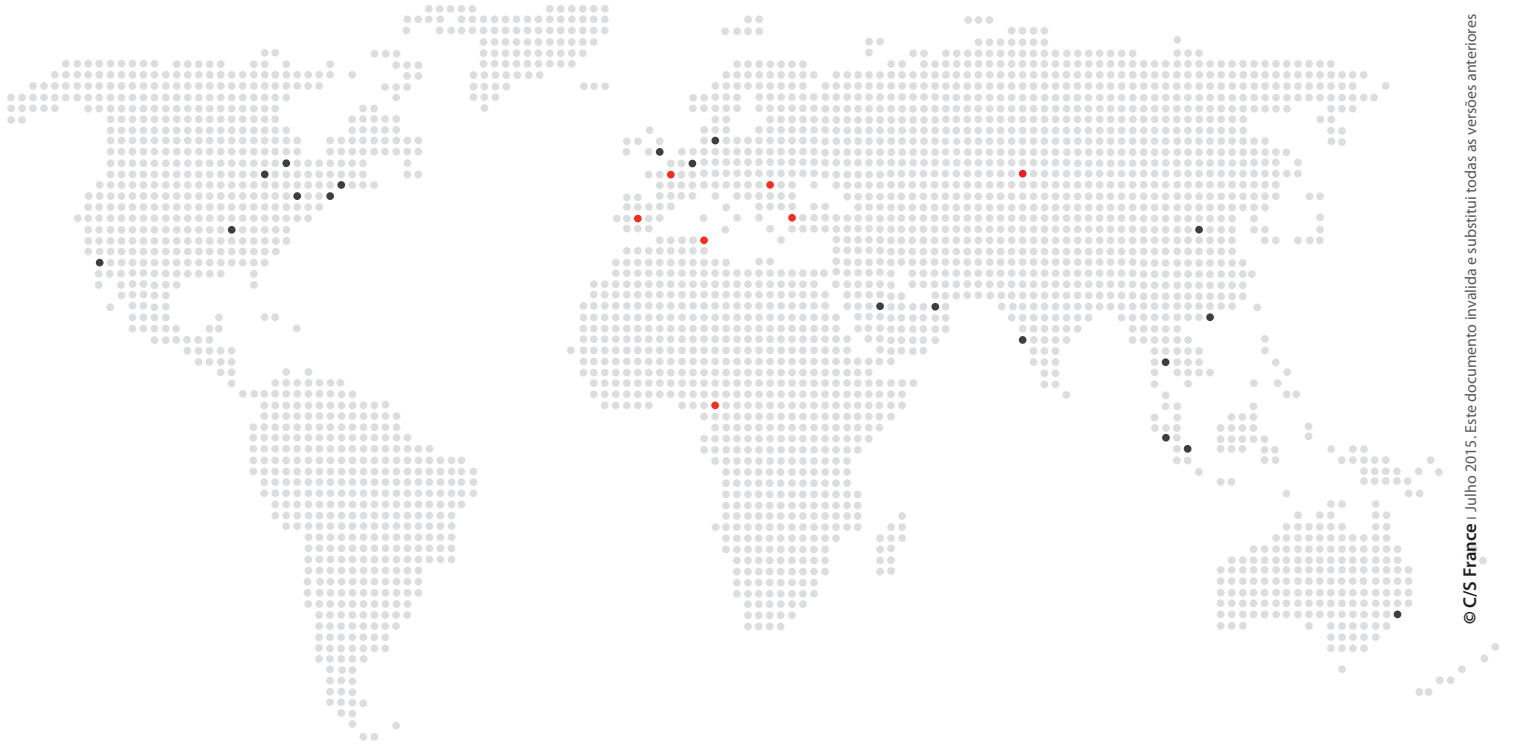 © C/S France I Julho 2015. Este documento invalida e substitui todas as versões anteriores